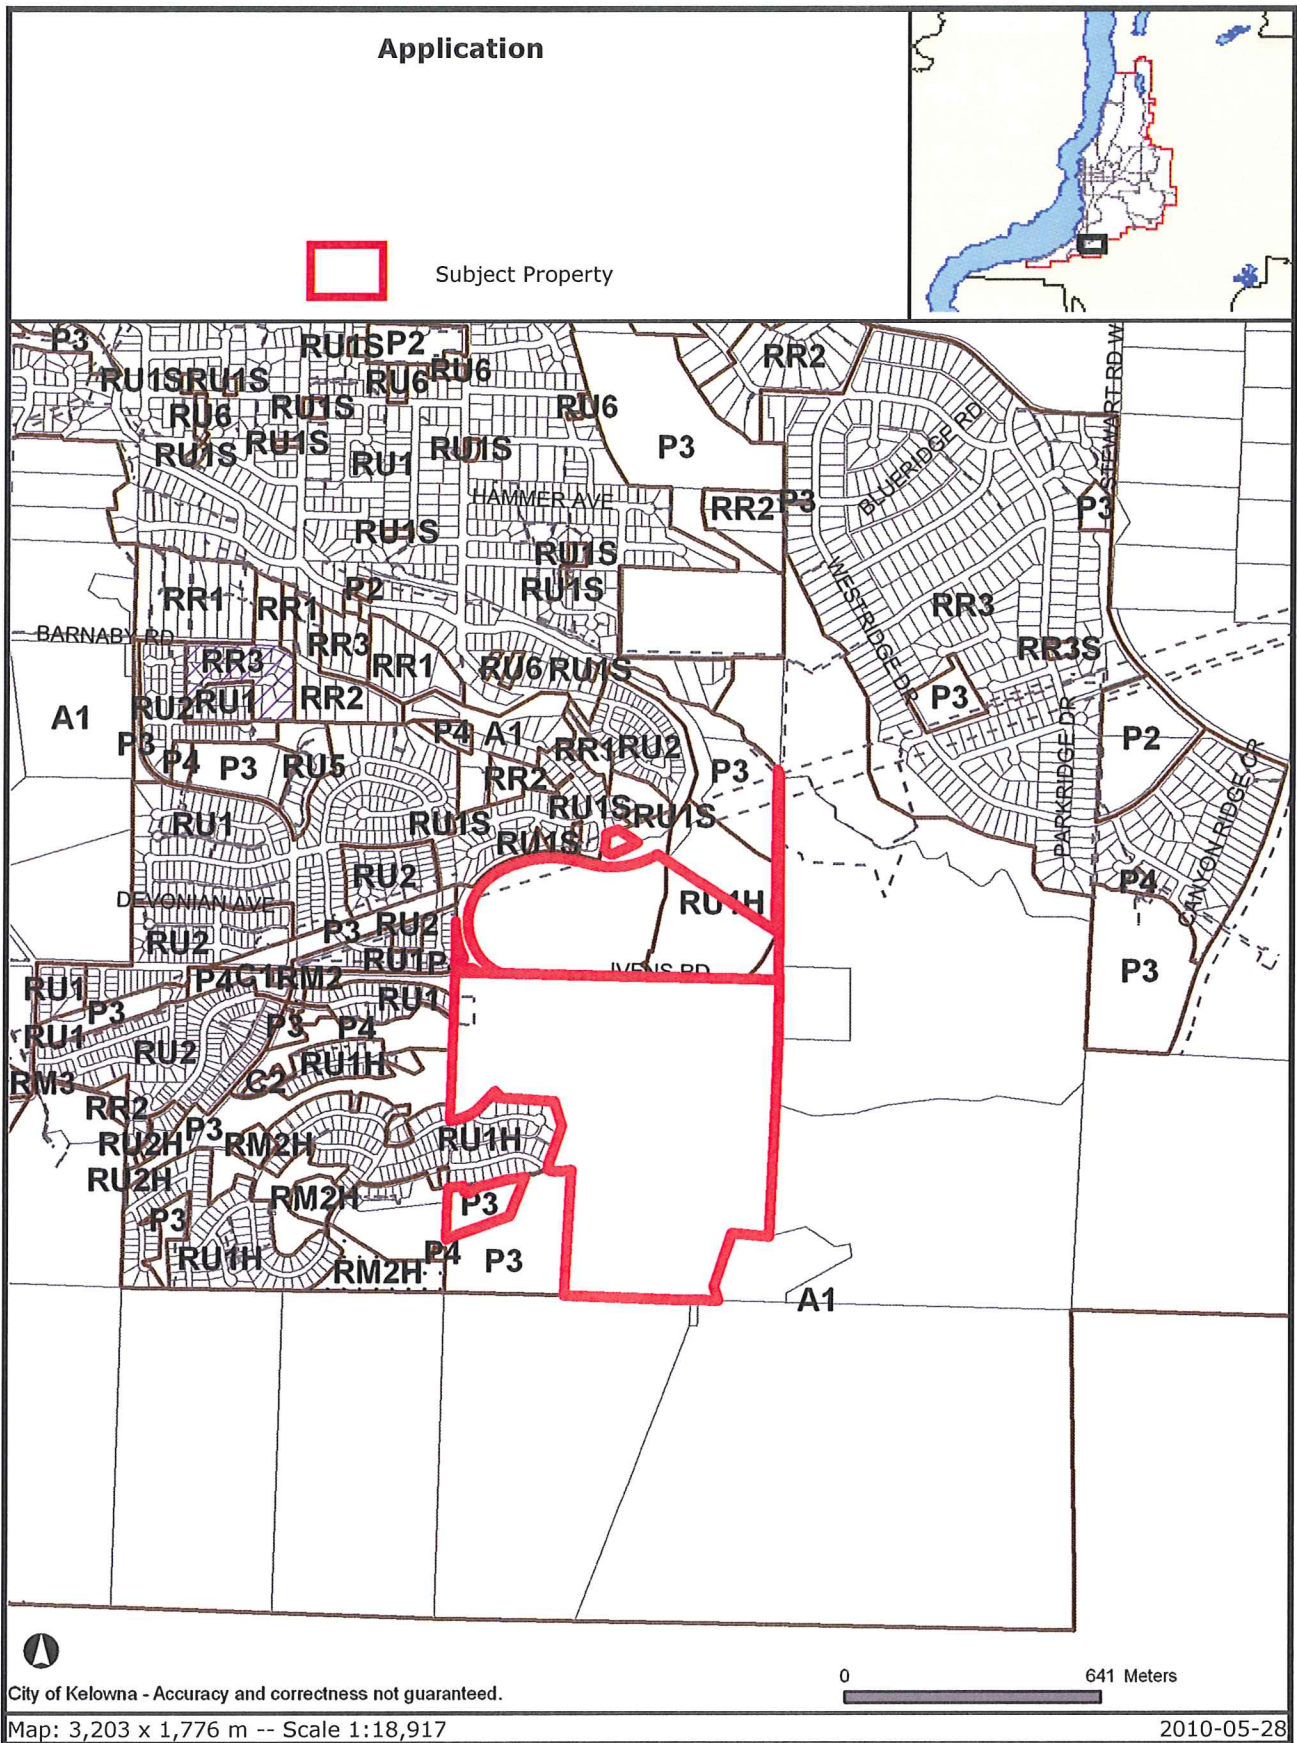 Application
Subject Property
P3
RU1S
P2
RR2
RU1S
RU1S
RU6
RU6
RU6
RU1S
RU6
STEWART RD W
BLUERIDGE RD
RU1S
RU1S
RU1
RU1S
P3
HAMMER AVE
RR2
P3
P3
RU1S
RU1S
RU1S
RR1
RR1
P2
WESTRIDGE DR
RR3
BARNABY RD
RR3
RR3
RR1
RU6
RU1S
RR3S
A1
RU2
RU1
RR2
P3
P3
P4
P3
RU5
P4
A1
RR1
RU2
P2
RR2
P3
PARKRIDGE DR
CANYON RIDGE CR
RU1
RU1S
RU1S
RU1S
RU1S
RU2
P4
DEVONIAN AVE
RU1H
RU2
P3
RU2
RU1
P
IVENS RD
P3
RU1
P4
C1
RM2
RU1
P3
P3
P4
RU1
RU2
RU1H
RM3
C2
RR2
RU2H
P3
RM2H
RU1H
RU2H
RM2H
P3
P3
RU1H
RM2H
P4
P3
A1
0
641 Meters
City of Kelowna - Accuracy and correctness not guaranteed.
Map: 3,203 x 1,776 m -- Scale 1:18,917
2010-05-28